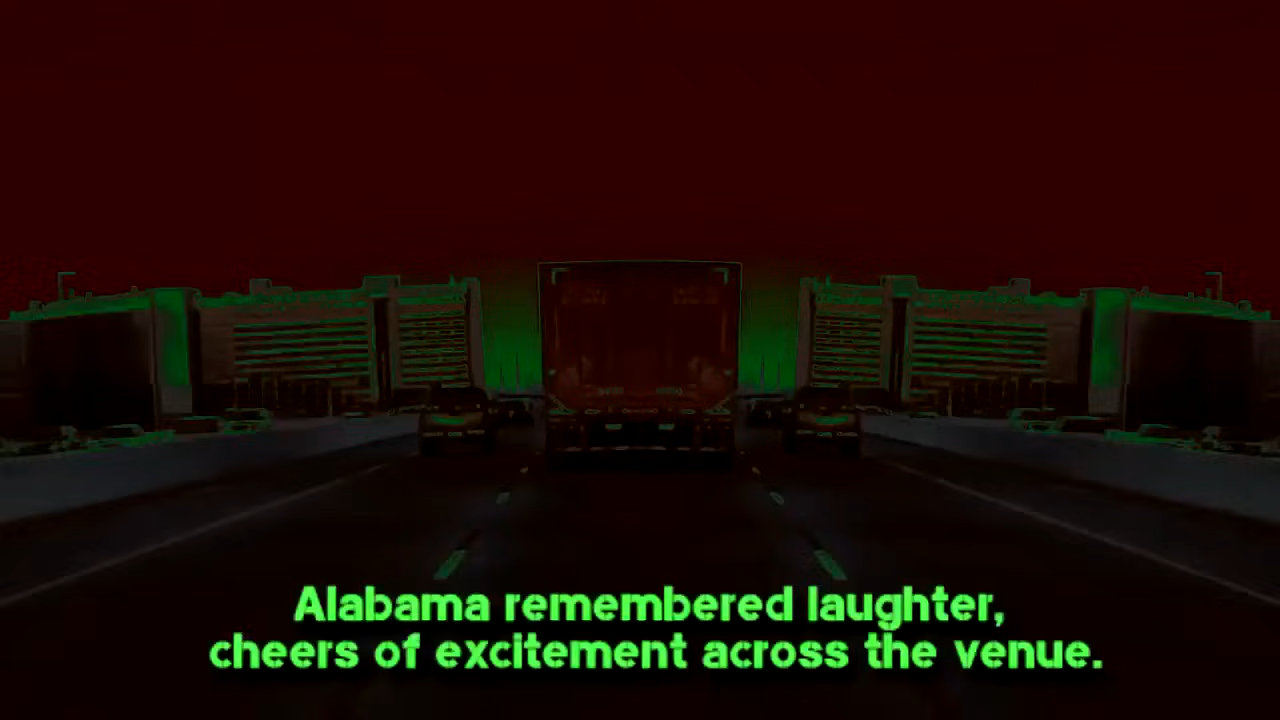 Alabama remembered laughter,
cheers of excitement across the venue.